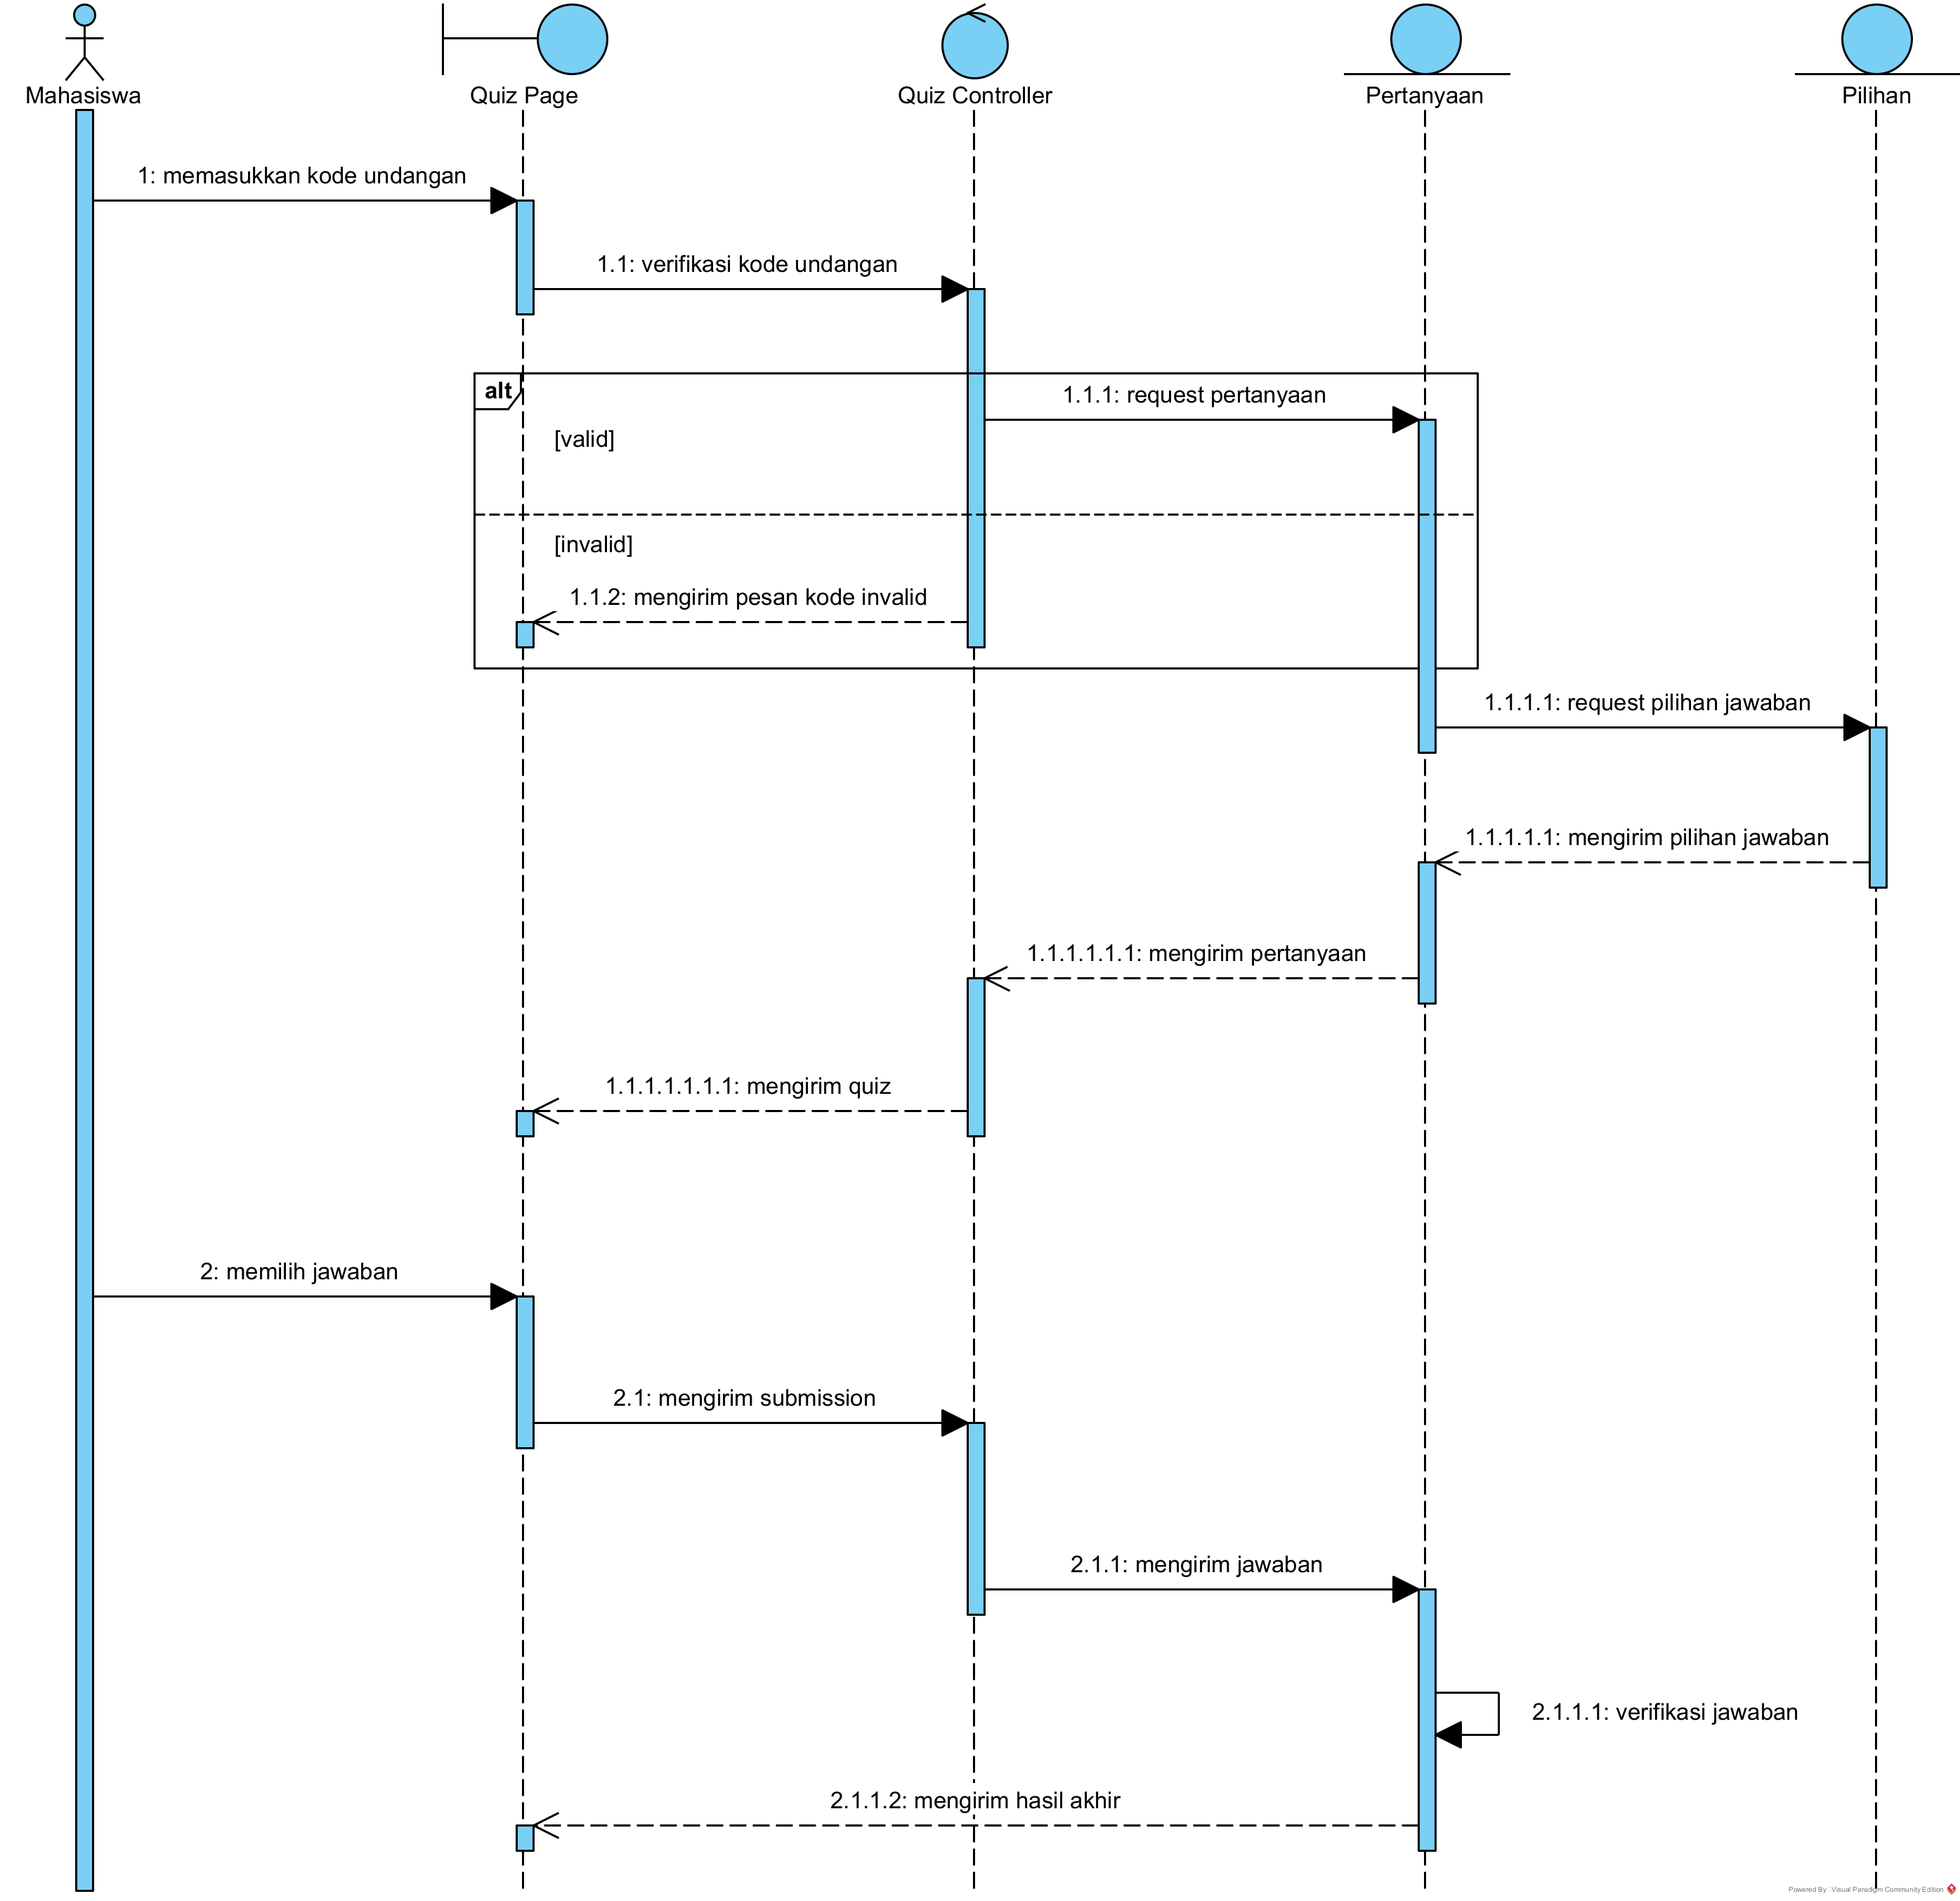 Mahasiswa
Quiz Page
Quiz Controller
Pertanyaan
Pilihan
1: memasukkan kode undangan
1.1: verifikasi kode undangan
alt
1.1.1: request pertanyaan
[valid]
[invalid]
1.1.2: mengirim pesan kode invalid
1.1.1.1: request pilihan jawaban
1.1.1.1.1: mengirim pilihan jawaban
1.1.1.1.1.1: mengirim pertanyaan
1.1.1.1.1.1.1: mengirim quiz
2: memilih jawaban
2.1: mengirim submission
2.1.1: mengirim jawaban
2.1.1.1: verifikasi jawaban
2.1.1.2: mengirim hasil akhir
Powered By Visual Paradigm Community Edition